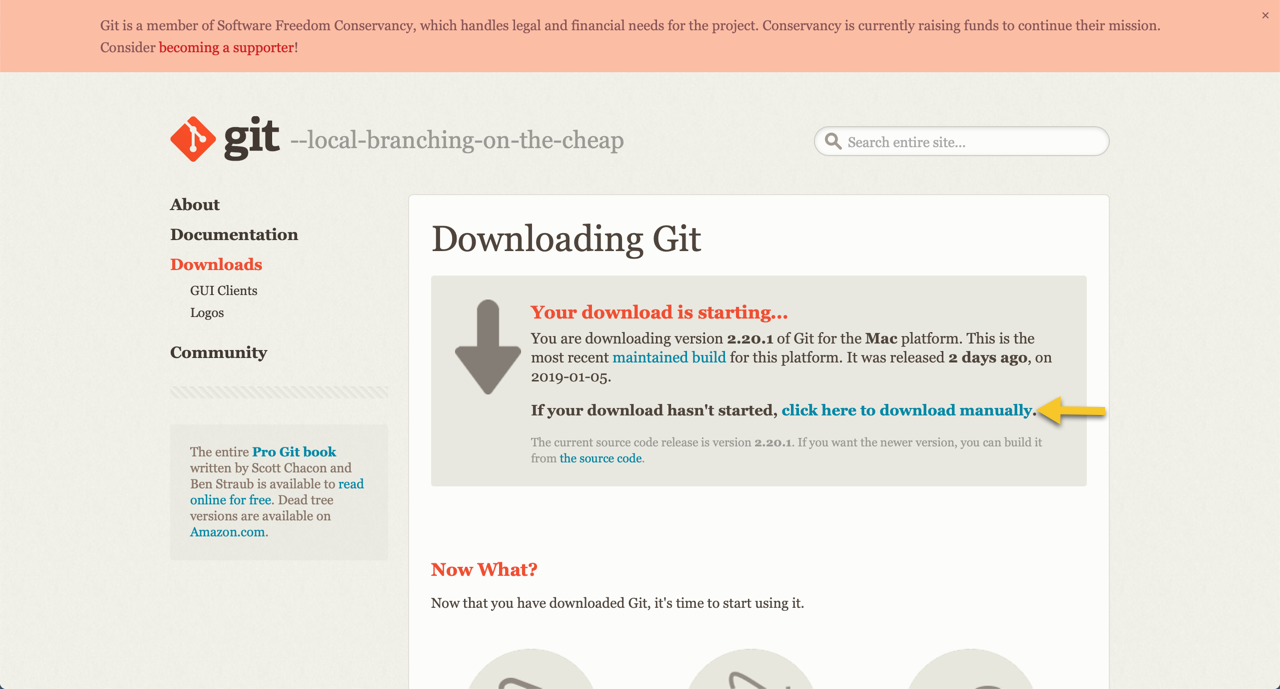 Git is a member of Software Freedom Conservancy, which handles legal and financial needs for the project. Conservancy is currently raising funds to continue their mission.
Consider becoming a supporter!
×
git --local-branching-on-the-cheap
Search entire site...
About
Documentation
Downloads
GUI Clients
Logos
Community
The entire Pro Git book
written by Scott Chacon and
Ben Straub is available to read
online for free. Dead tree
versions are available on
Amazon.com.
Downloading Git
Your download is starting...
You are downloading version 2.20.1 of Git for the Mac platform. This is the
most recent maintained build for this platform. It was released 2 days ago, on
2019-01-05.
If your download hasn't started, click here to download manually.
The current source code release is version 2.20.1. If you want the newer version, you can build it
from the source code.
Now What?
Now that you have downloaded Git, it's time to start using it.